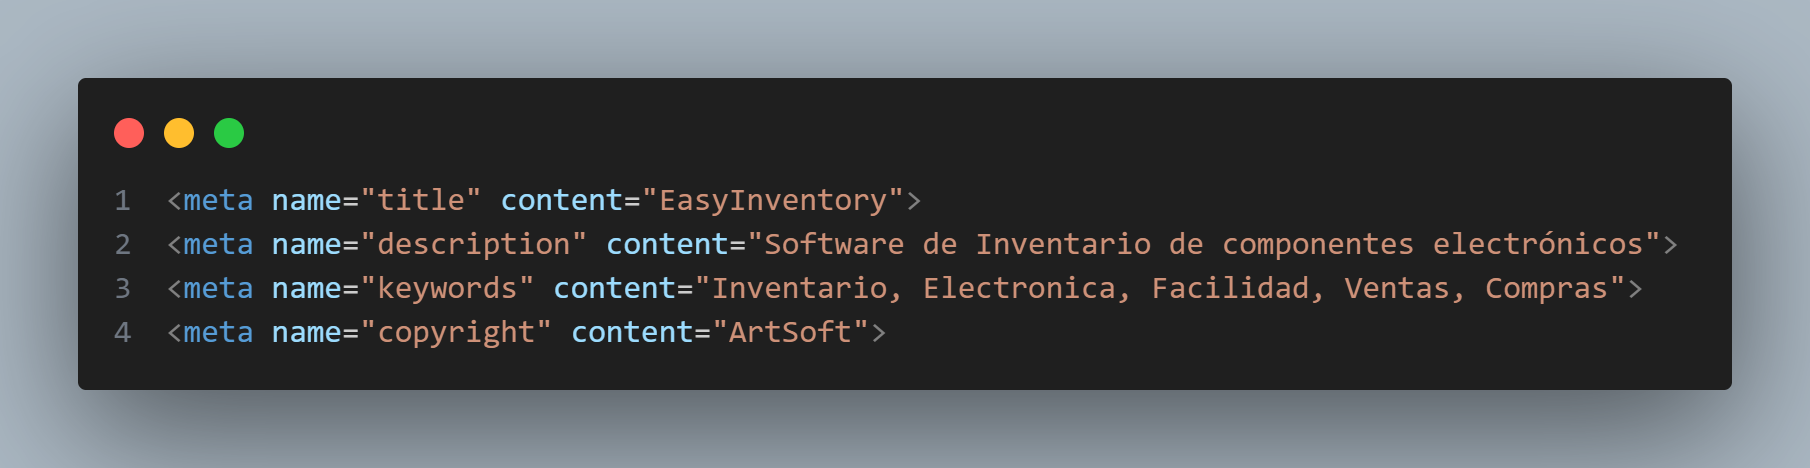 1 <meta name="title" content="EasyInventory">
2 <meta name="description" content="Software de Inventario de componentes electrónicos">
3 <meta name="keywords" content="Inventario, Electronica, Facilidad, Ventas, Compras">
4 <meta name="copyright" content="ArtSoft">